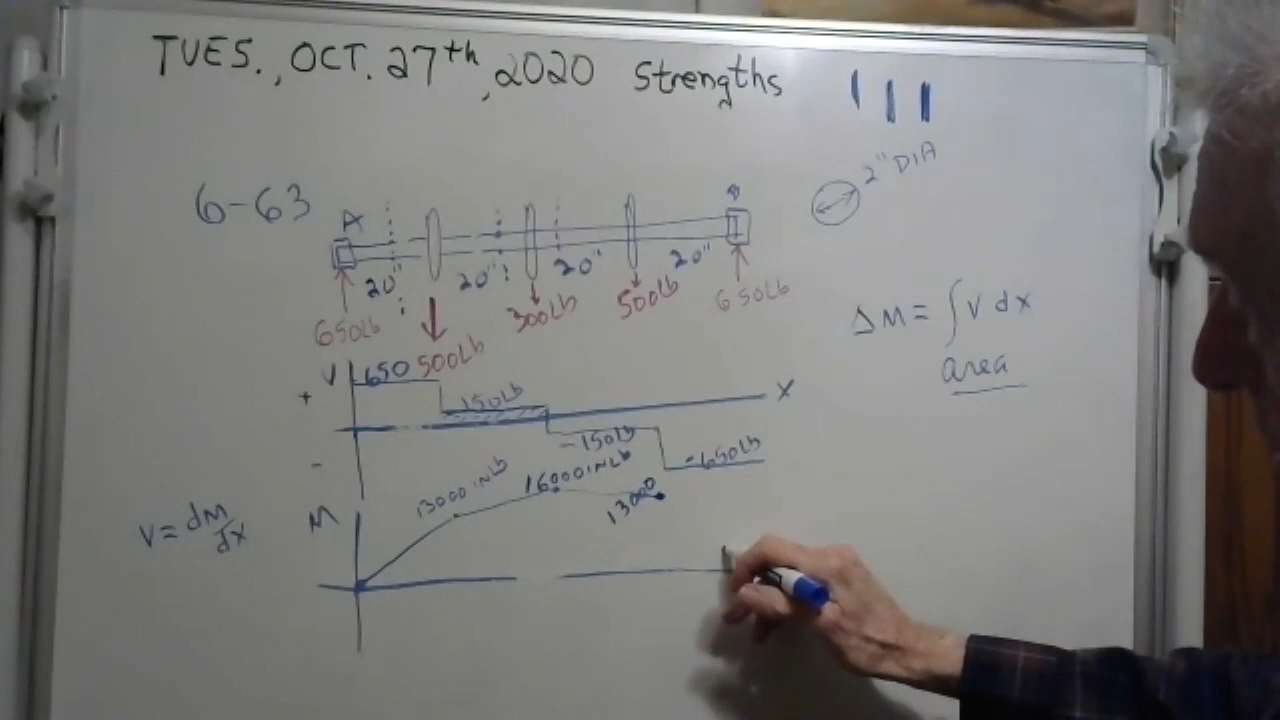 TUES., OCT. 27th, 2020 Strengths
6-63
A
B
2" DIA
20" 20" 20" 20"
650Lb 500Lb 300Lb 500Lb 650Lb
ΔM = ∫V dx
area
V 650 150Lb X
+
-150Lb -650Lb
-
13000 INLb 16000 INLb 13000
V = dM/dx
M